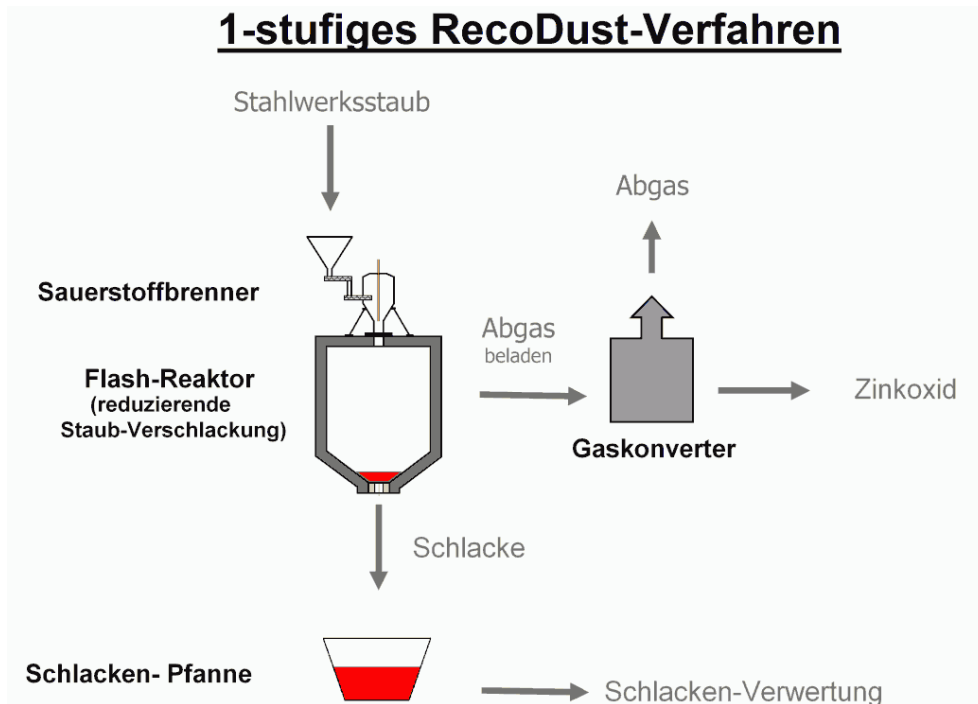 1-stufiges RecoDust-Verfahren
Stahlwerksstaub
Abgas
Sauerstoffbrenner
Abgas
beladen
Flash-Reaktor
(reduzierende
Staub-Verschlackung)
Zinkoxid
Gaskonverter
Schlacke
Schlacken- Pfanne
Schlacken-Verwertung